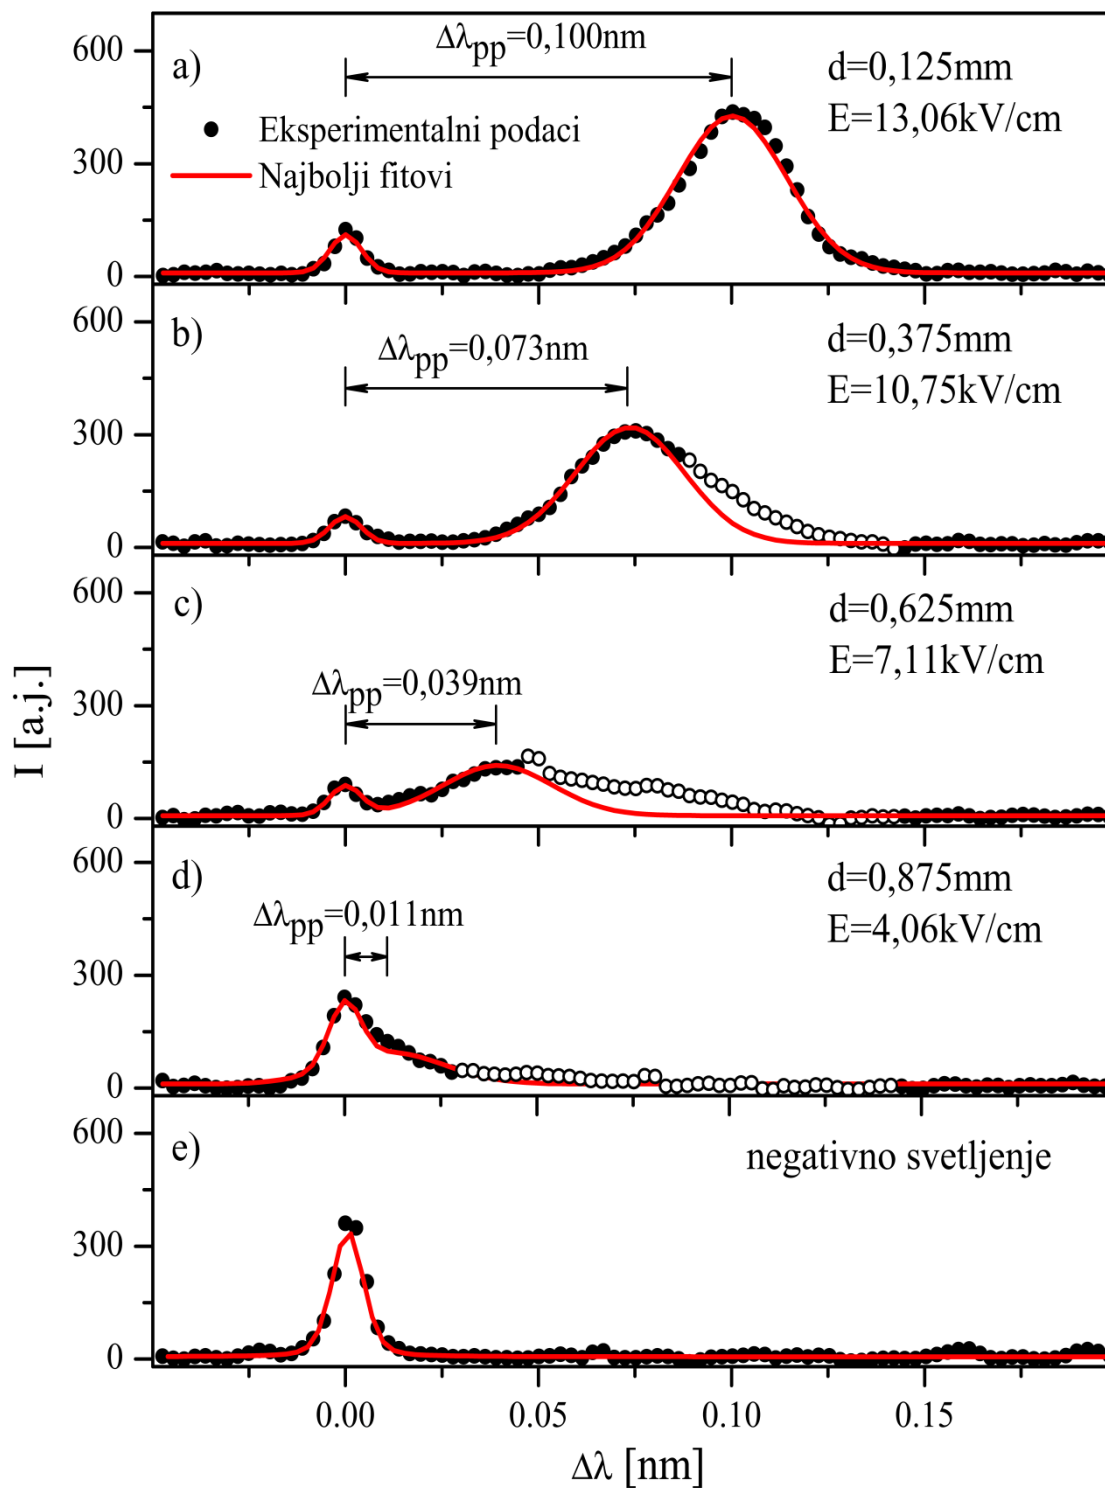 600
300
0
a)
Δλpp=0,100nm
d=0,125mm
E=13,06kV/cm
Eksperimentalni podaci
Najbolji fitovi
600
300
0
b)
Δλpp=0,073nm
d=0,375mm
E=10,75kV/cm
600
300
0
c)
Δλpp=0,039nm
d=0,625mm
E=7,11kV/cm
I [a.j.]
600
300
0
d)
Δλpp=0,011nm
d=0,875mm
E=4,06kV/cm
600
300
0
e)
negativno svetljenje
0.00 0.05 0.10 0.15
Δλ [nm]